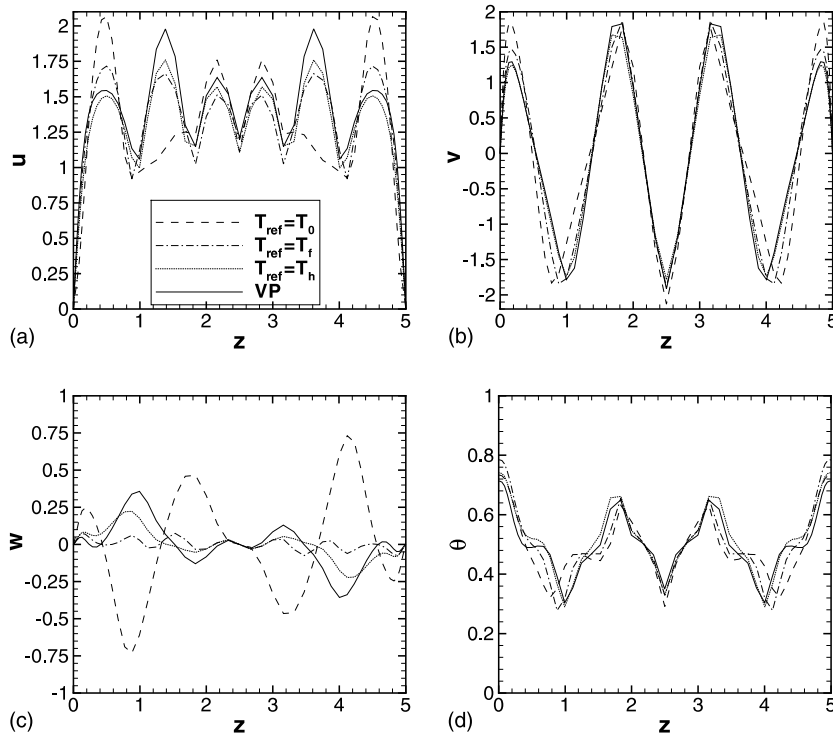 2
1.75
1.5
1.25
1
0.75
0.5
0.25
0
u
0 1 2 3 4 5
z
T_ref=T_0
T_ref=T_f
T_ref=T_h
VP
(a)
2
1.5
1
0.5
0
-0.5
-1
-1.5
-2
v
0 1 2 3 4 5
z
(b)
1
0.75
0.5
0.25
0
-0.25
-0.5
-0.75
-1
w
0 1 2 3 4 5
z
(c)
1
0.8
0.6
0.4
0.2
0
θ
0 1 2 3 4 5
z
(d)